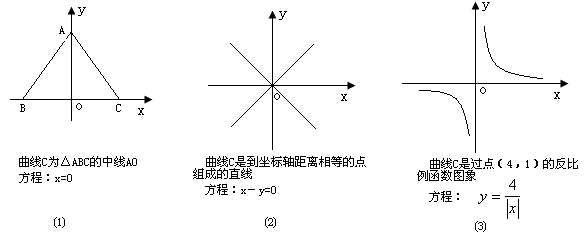 y
A
B
O
C
x
曲线C为△ABC的中线AO
方程：x=0
(1)
y
O
x
曲线C是到坐标轴距离相等的点
组成的直线
方程：x－y=0
(2)
y
O
x
曲线C是过点(4,1)的反比
例函数图象
方程： y=4/|x|
(3)